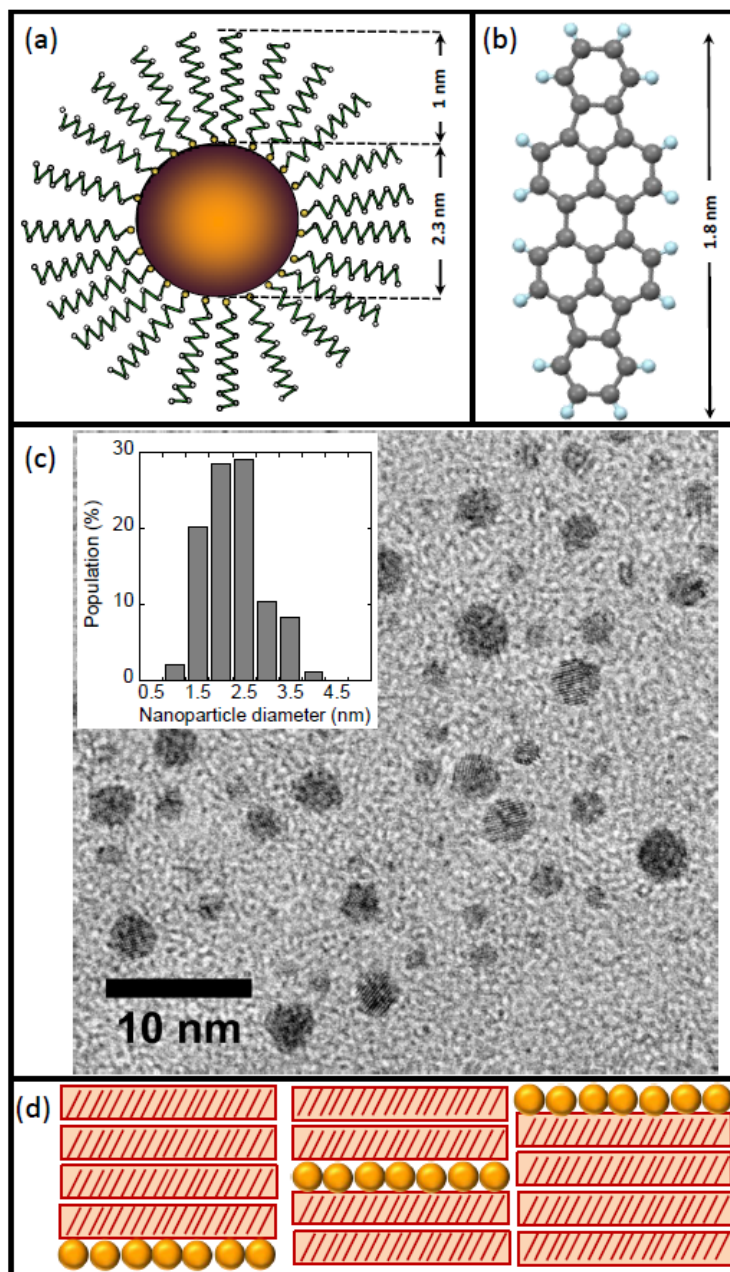 (a)
1 nm
2.3 nm
(b)
1.8 nm
(c)
30
20
10
0
Population (%)
0.5 1.5 2.5 3.5 4.5
Nanoparticle diameter (nm)
10 nm
(d)